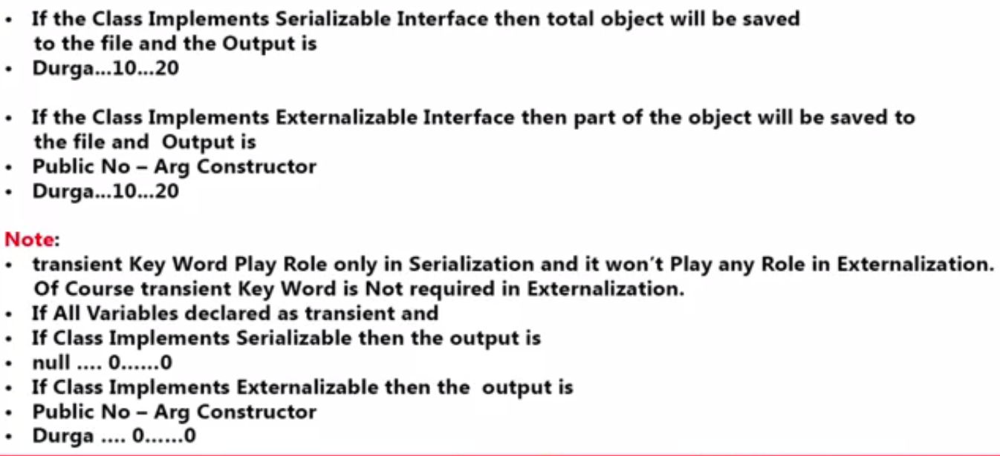 • If the Class Implements Serializable Interface then total object will be saved
to the file and the Output is
• Durga...10...20
• If the Class Implements Externalizable Interface then part of the object will be saved to
the file and  Output is
• Public No – Arg Constructor
• Durga...10...20
Note:
• transient Key Word Play Role only in Serialization and it won't Play any Role in Externalization.
Of Course transient Key Word is Not required in Externalization.
• If All Variables declared as transient and
• If Class Implements Serializable then the output is
• null .... 0......0
• If Class Implements Externalizable then the  output is
• Public No – Arg Constructor
• Durga .... 0......0